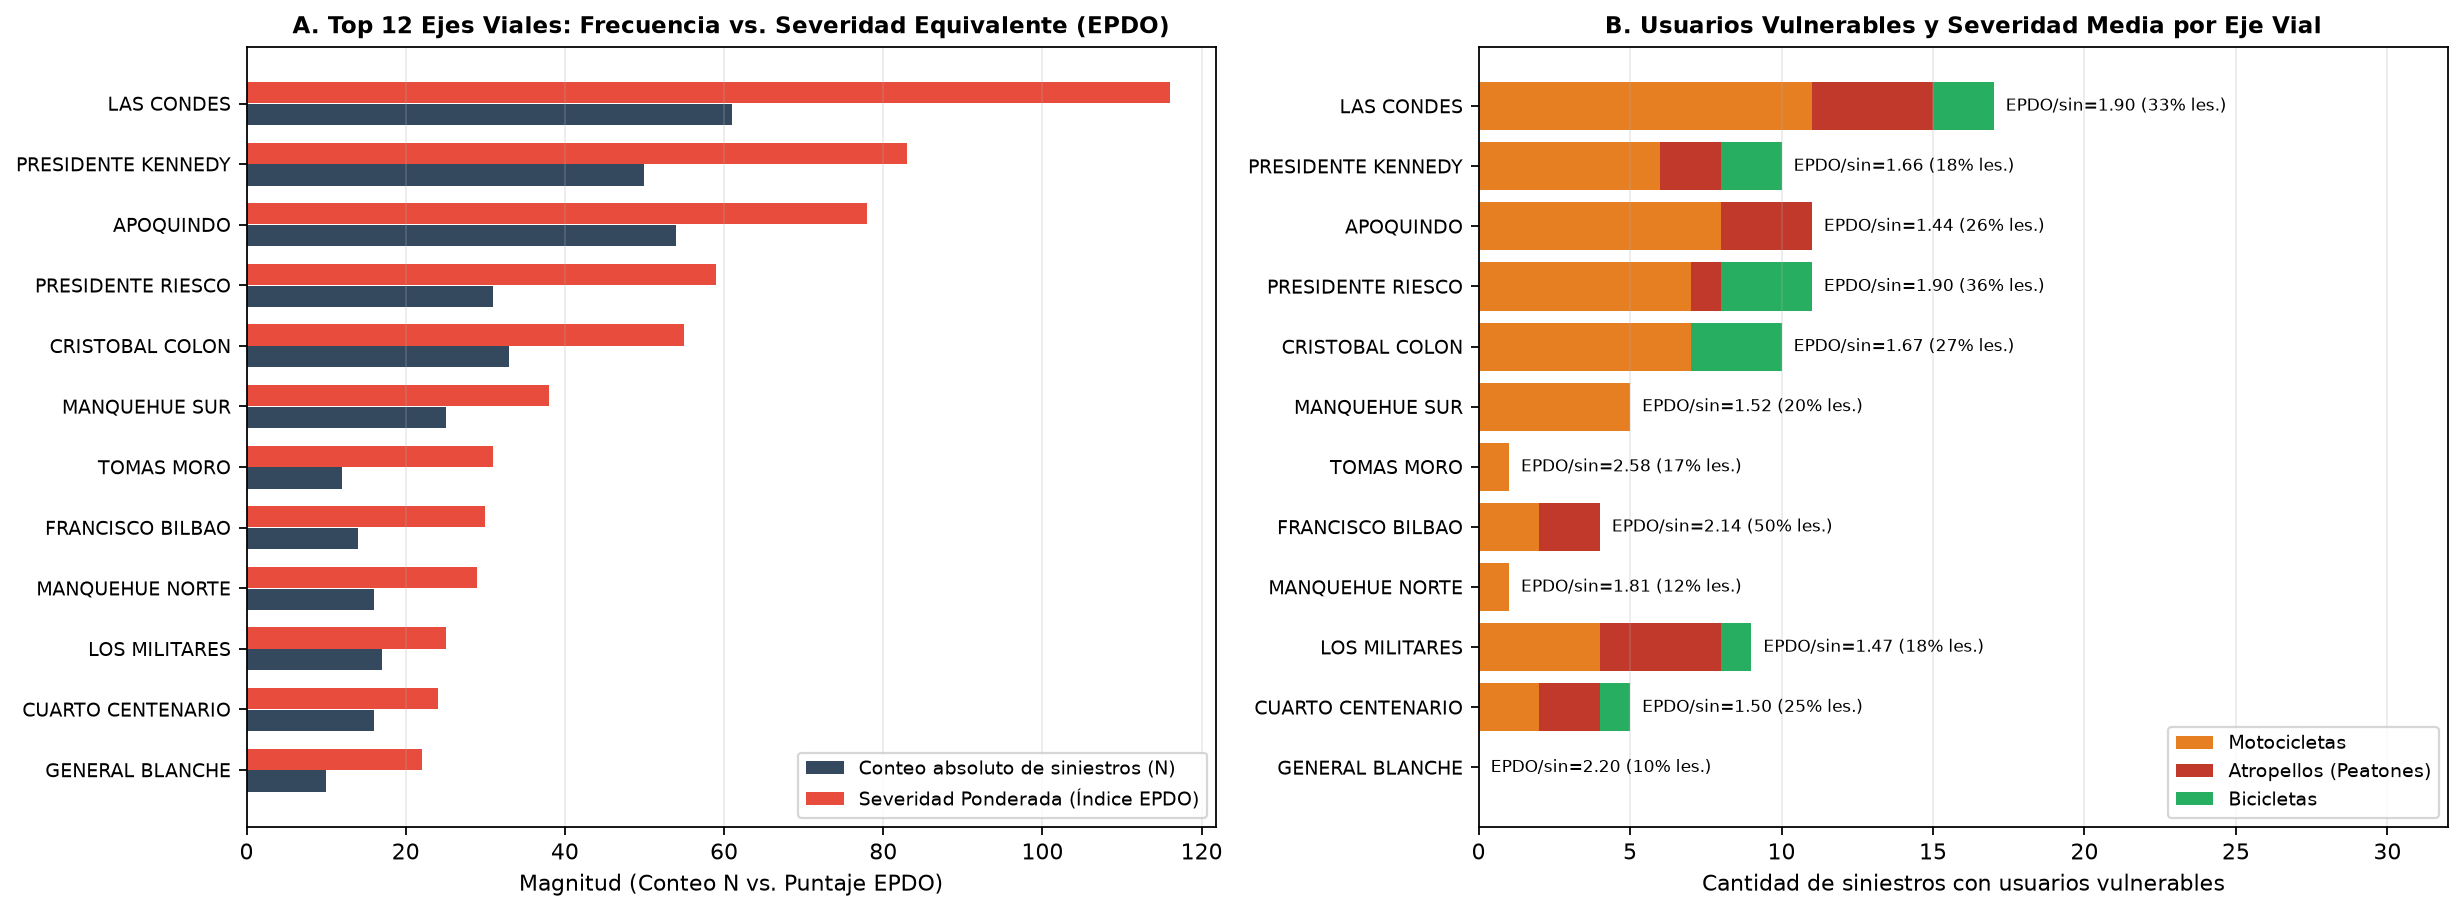 A. Top 12 Ejes Viales: Frecuencia vs. Severidad Equivalente (EPDO)
LAS CONDES
PRESIDENTE KENNEDY
APOQUINDO
PRESIDENTE RIESCO
CRISTOBAL COLON
MANQUEHUE SUR
TOMAS MORO
FRANCISCO BILBAO
MANQUEHUE NORTE
LOS MILITARES
CUARTO CENTENARIO
GENERAL BLANCHE
Conteo absoluto de siniestros (N)
Severidad Ponderada (Índice EPDO)
0 20 40 60 80 100 120
Magnitud (Conteo N vs. Puntaje EPDO)
B. Usuarios Vulnerables y Severidad Media por Eje Vial
LAS CONDES EPDO/sin=1.90 (33% les.)
PRESIDENTE KENNEDY EPDO/sin=1.66 (18% les.)
APOQUINDO EPDO/sin=1.44 (26% les.)
PRESIDENTE RIESCO EPDO/sin=1.90 (36% les.)
CRISTOBAL COLON EPDO/sin=1.67 (27% les.)
MANQUEHUE SUR EPDO/sin=1.52 (20% les.)
TOMAS MORO EPDO/sin=2.58 (17% les.)
FRANCISCO BILBAO EPDO/sin=2.14 (50% les.)
MANQUEHUE NORTE EPDO/sin=1.81 (12% les.)
LOS MILITARES EPDO/sin=1.47 (18% les.)
CUARTO CENTENARIO EPDO/sin=1.50 (25% les.)
GENERAL BLANCHE EPDO/sin=2.20 (10% les.)
Motocicletas
Atropellos (Peatones)
Bicicletas
0 5 10 15 20 25 30
Cantidad de siniestros con usuarios vulnerables